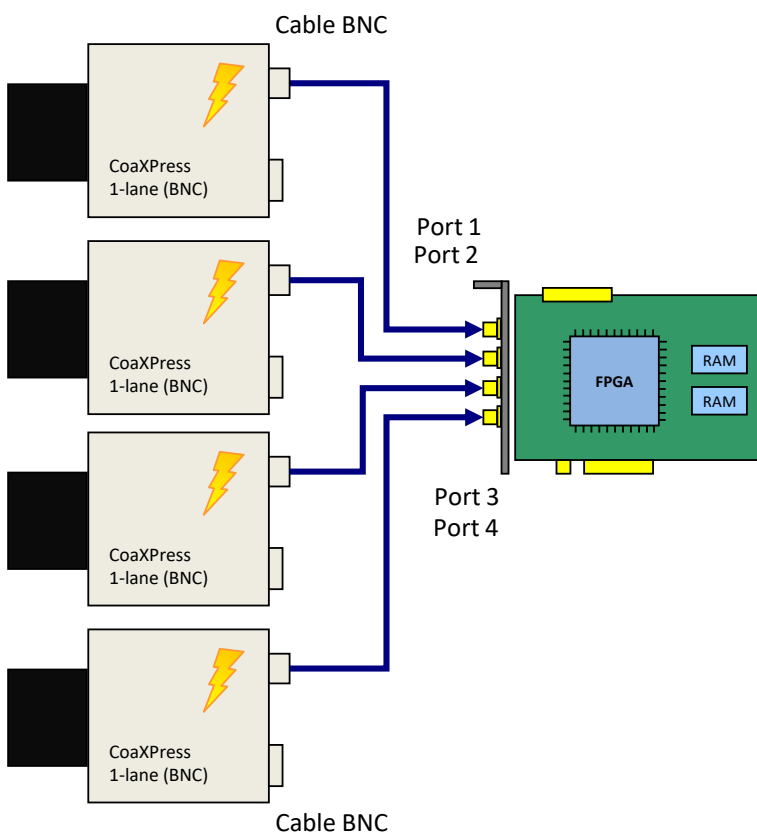 Cable BNC
CoaXPress
1-lane (BNC)
Port 1
Port 2
CoaXPress
1-lane (BNC)
FPGA
RAM
RAM
CoaXPress
1-lane (BNC)
Port 3
Port 4
CoaXPress
1-lane (BNC)
Cable BNC